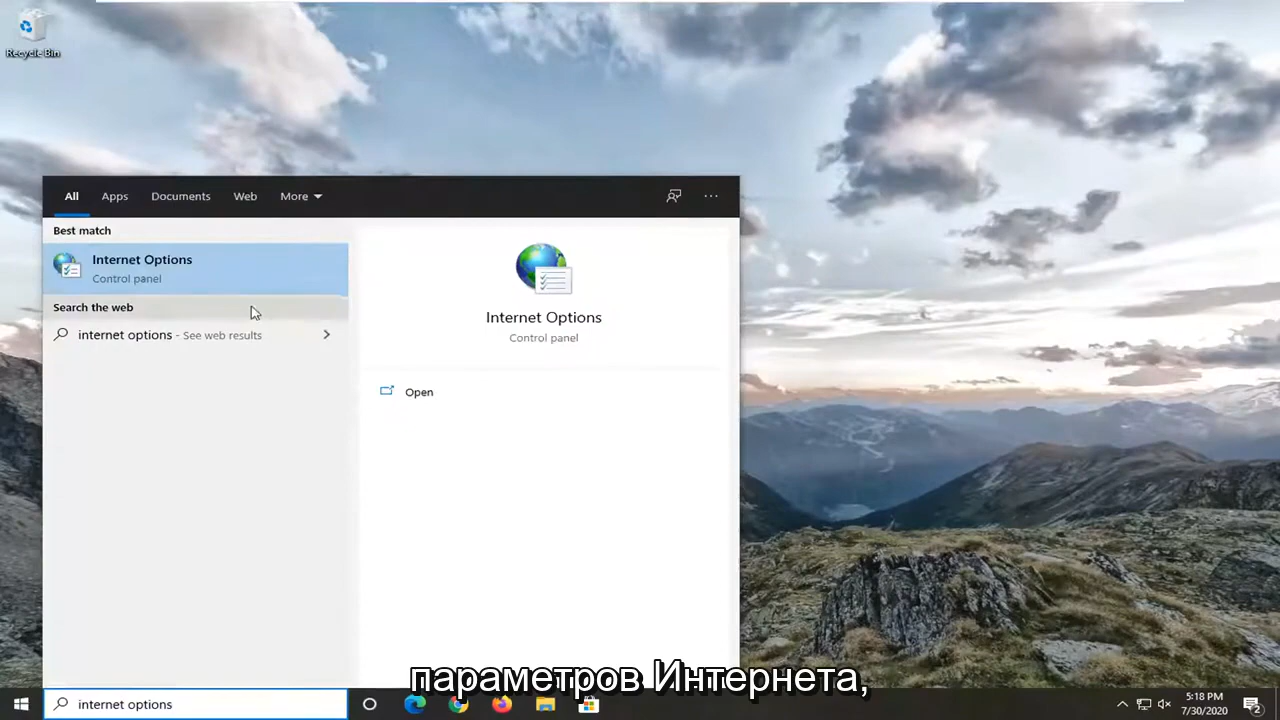 Recycle Bin
All Apps Documents Web More
Best match
Internet Options
Control panel
Search the web
internet options - See web results
Internet Options
Control panel
Open
параметров Интернета,
internet options
5:18 PM
7/30/2020
2